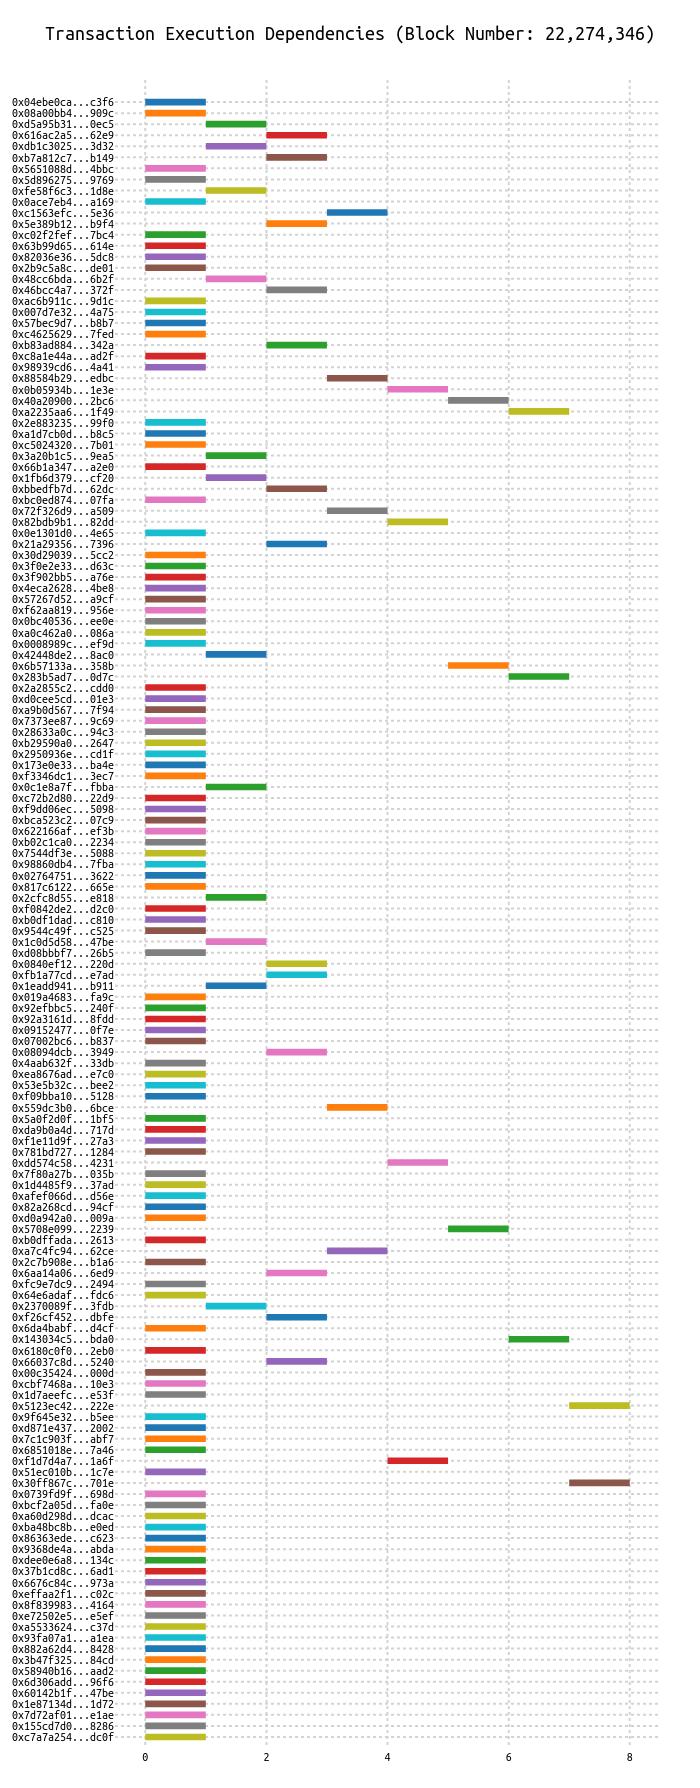 Transaction Execution Dependencies (Block Number: 22,274,346)
0x04ebe0ca...c3f6
0x08a00bb4...909c
0xd5a95b31...0ec5
0x616ac2a5...62e9
0xdb1c3025...3d32
0xb7a812c7...b149
0x5651088d...4bbc
0x5d896275...9769
0xfe58f6c3...1d8e
0x0ace7eb4...a169
0xc1563efc...5e36
0x5e389b12...b9f4
0xc02f2fef...7bc4
0x63b99d65...614e
0x82036e36...5dc8
0x2b9c5a8c...de01
0x48cc6bda...6b2f
0x46bcc4a7...372f
0xac6b911c...9d1c
0x007d7e32...4a75
0x57bec9d7...b8b7
0xc4625629...7fed
0xb83ad884...342a
0xc8a1e44a...ad2f
0x98939cd6...4a41
0x88584b29...edbc
0x0b05934b...1e3e
0x40a20900...2bc6
0xa2235aa6...1f49
0x2e883235...99f0
0xa1d7cb0d...b8c5
0xc5024320...7b01
0x3a20b1c5...9ea5
0x66b1a347...a2e0
0x1fb6d379...cf20
0xbbedfb7d...62dc
0xbc0ed874...07fa
0x72f326d9...a509
0x82bdb9b1...82dd
0x0e1301d0...4e65
0x21a29356...7396
0x30d29039...5cc2
0x3f0e2e33...d63c
0x3f902bb5...a76e
0x4eca2628...4be8
0x57267d52...a9cf
0xf62aa819...956e
0x0bc40536...ee0e
0xa0c462a0...086a
0x0008989c...ef9d
0x42448de2...8ac0
0x6b57133a...358b
0x283b5ad7...0d7c
0x2a2855c2...cdd0
0xd0cee5cd...01e3
0xa9b0d567...7f94
0x7373ee87...9c69
0x28633a0c...94c3
0xb29590a0...2647
0x2950936e...cd1f
0x173e0e33...ba4e
0xf3346dc1...3ec7
0x0c1e8a7f...fbba
0xc72b2d80...22d9
0xf9dd06ec...5098
0xbca523c2...07c9
0x622166af...ef3b
0xb02c1ca0...2234
0x7544df3e...5088
0x98860db4...7fba
0x02764751...3622
0x817c6122...665e
0x2cfc8d55...e818
0xf0842de2...d2c0
0xb0df1dad...c810
0x9544c49f...c525
0x1c0d5d58...47be
0xd08bbbf7...26b5
0x0840ef12...220d
0xfb1a77cd...e7ad
0x1eadd941...b911
0x019a4683...fa9c
0x92efbbc5...240f
0x92a3161d...8fdd
0x09152477...0f7e
0x07002bc6...b837
0x08094dcb...3949
0x4aab632f...33db
0xea8676ad...e7c0
0x53e5b32c...bee2
0xf09bba10...5128
0x559dc3b0...6bce
0x5a0f2d0f...1bf5
0xda9b0a4d...717d
0xf1e11d9f...27a3
0x781bd727...1284
0xdd574c58...4231
0x7f80a27b...035b
0x1d4485f9...37ad
0xafef066d...d56e
0x82a268cd...94cf
0xd0a942a0...009a
0x5708e099...2239
0xb0dffada...2613
0xa7c4fc94...62ce
0x2c7b908e...b1a6
0x6aa14a06...6ed9
0xfc9e7dc9...2494
0x64e6adaf...fdc6
0x2370089f...3fdb
0xf26cf452...dbfe
0x6da4babf...d4cf
0x143034c5...bda0
0x6180c0f0...2eb0
0x66037c8d...5240
0x00c35424...000d
0xcbf7468a...10e3
0x1d7aeefc...e53f
0x5123ec42...222e
0x9f645e32...b5ee
0xd871e437...2002
0x7c1c903f...abf7
0x6851018e...7a46
0xf1d7d4a7...1a6f
0x51ec010b...1c7e
0x30ff867c...701e
0x0739fd9f...698d
0xbcf2a05d...fa0e
0xa60d298d...dcac
0xba48bc8b...e0ed
0x86363ede...c623
0x9368de4a...abda
0xdee0e6a8...134c
0x37b1cd8c...6ad1
0x6676c84c...973a
0xeffaa2f1...c02c
0x8f839983...4164
0xe72502e5...e5ef
0xa5533624...c37d
0x93fa07a1...a1ea
0x882a62d4...8428
0x3b47f325...84cd
0x58940b16...aad2
0x6d306add...96f6
0x60142b1f...47be
0x1e87134d...1d72
0x7d72af01...e1ae
0x155cd7d0...8286
0xc7a7a254...dc0f
0 2 4 6 8